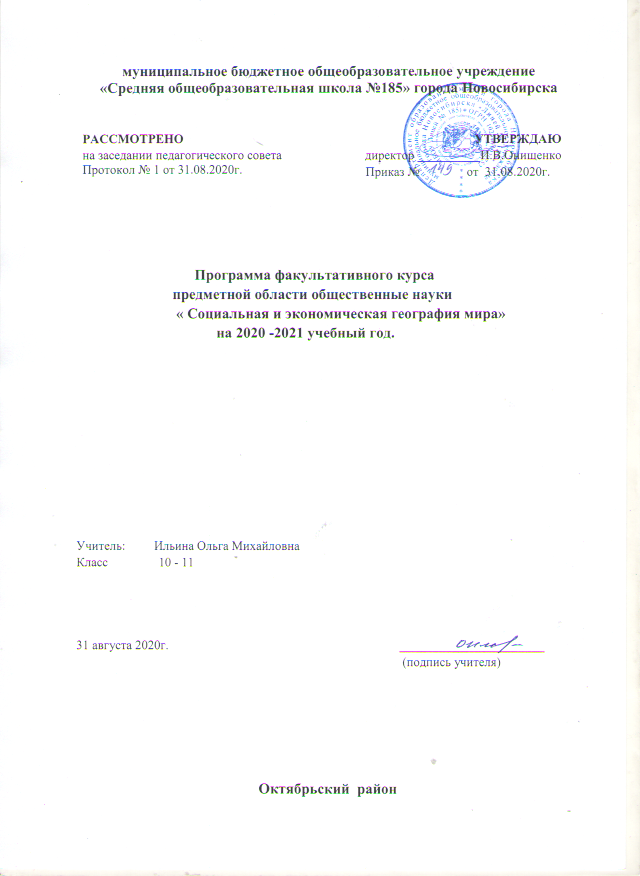 муниципальное бюджетное общеобразовательное учреждение
«Средняя общеобразовательная школа №185» города Новосибирска
РАССМОТРЕНО
на заседании педагогического совета
Протокол № 1 от 31.08.2020г.
УТВЕРЖДАЮ
директор __________ И.В.Онищенко
Приказ № 149 от 31.08.2020г.
Программа факультативного курса
предметной области общественные науки
« Социальная и экономическая география мира»
на 2020 -2021 учебный год.
Учитель: Ильина Ольга Михайловна
Класс 10 - 11
31 августа 2020г.
(подпись учителя)
Октябрьский район